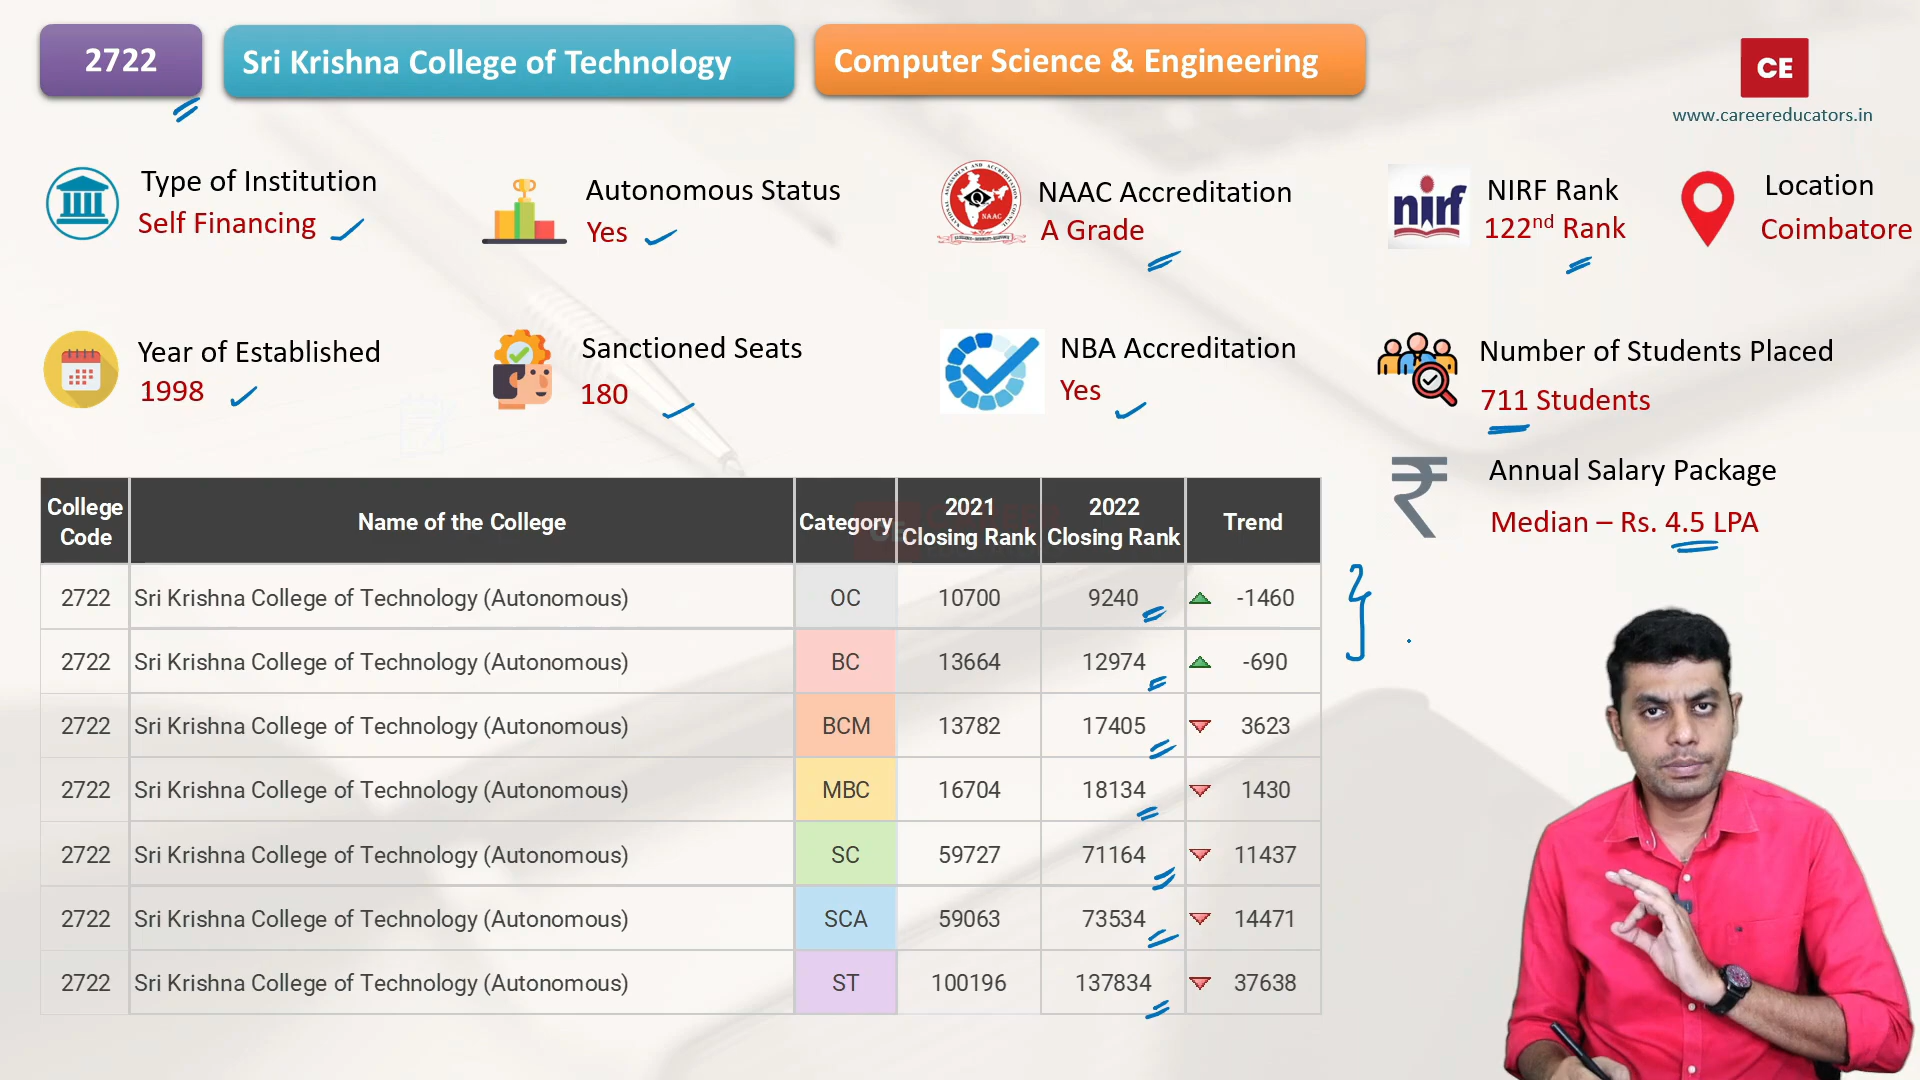 2722
Sri Krishna College of Technology
Computer Science & Engineering
CE
www.careereducators.in
Type of Institution
Self Financing
Autonomous Status
Yes
NAAC
NAAC Accreditation
A Grade
nirf
NIRF Rank
122nd Rank
Location
Coimbatore
Year of Established
1998
Sanctioned Seats
180
NBA Accreditation
Yes
Number of Students Placed
711 Students
Annual Salary Package
Median – Rs. 4.5 LPA
College Code Name of the College Category 2021 Closing Rank 2022 Closing Rank Trend
2722 Sri Krishna College of Technology (Autonomous) OC 10700 9240 -1460
2722 Sri Krishna College of Technology (Autonomous) BC 13664 12974 -690
2722 Sri Krishna College of Technology (Autonomous) BCM 13782 17405 3623
2722 Sri Krishna College of Technology (Autonomous) MBC 16704 18134 1430
2722 Sri Krishna College of Technology (Autonomous) SC 59727 71164 11437
2722 Sri Krishna College of Technology (Autonomous) SCA 59063 73534 14471
2722 Sri Krishna College of Technology (Autonomous) ST 100196 137834 37638